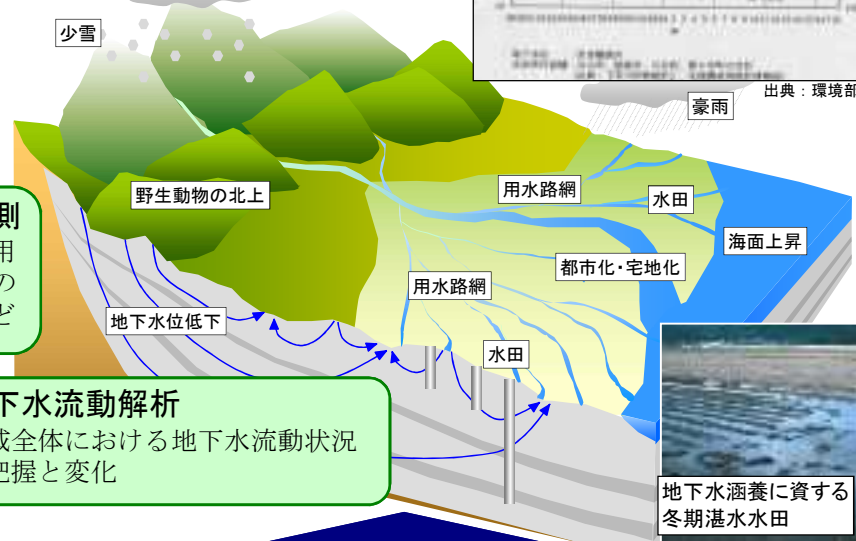 少雪
出典：環境部
豪雨
野生動物の北上
用水路網
水田
海面上昇
都市化・宅地化
測
用
の
ど
用水路網
地下水位低下
水田
下水流動解析
域全体における地下水流動状況
把握と変化
地下水涵養に資する
冬期湛水水田